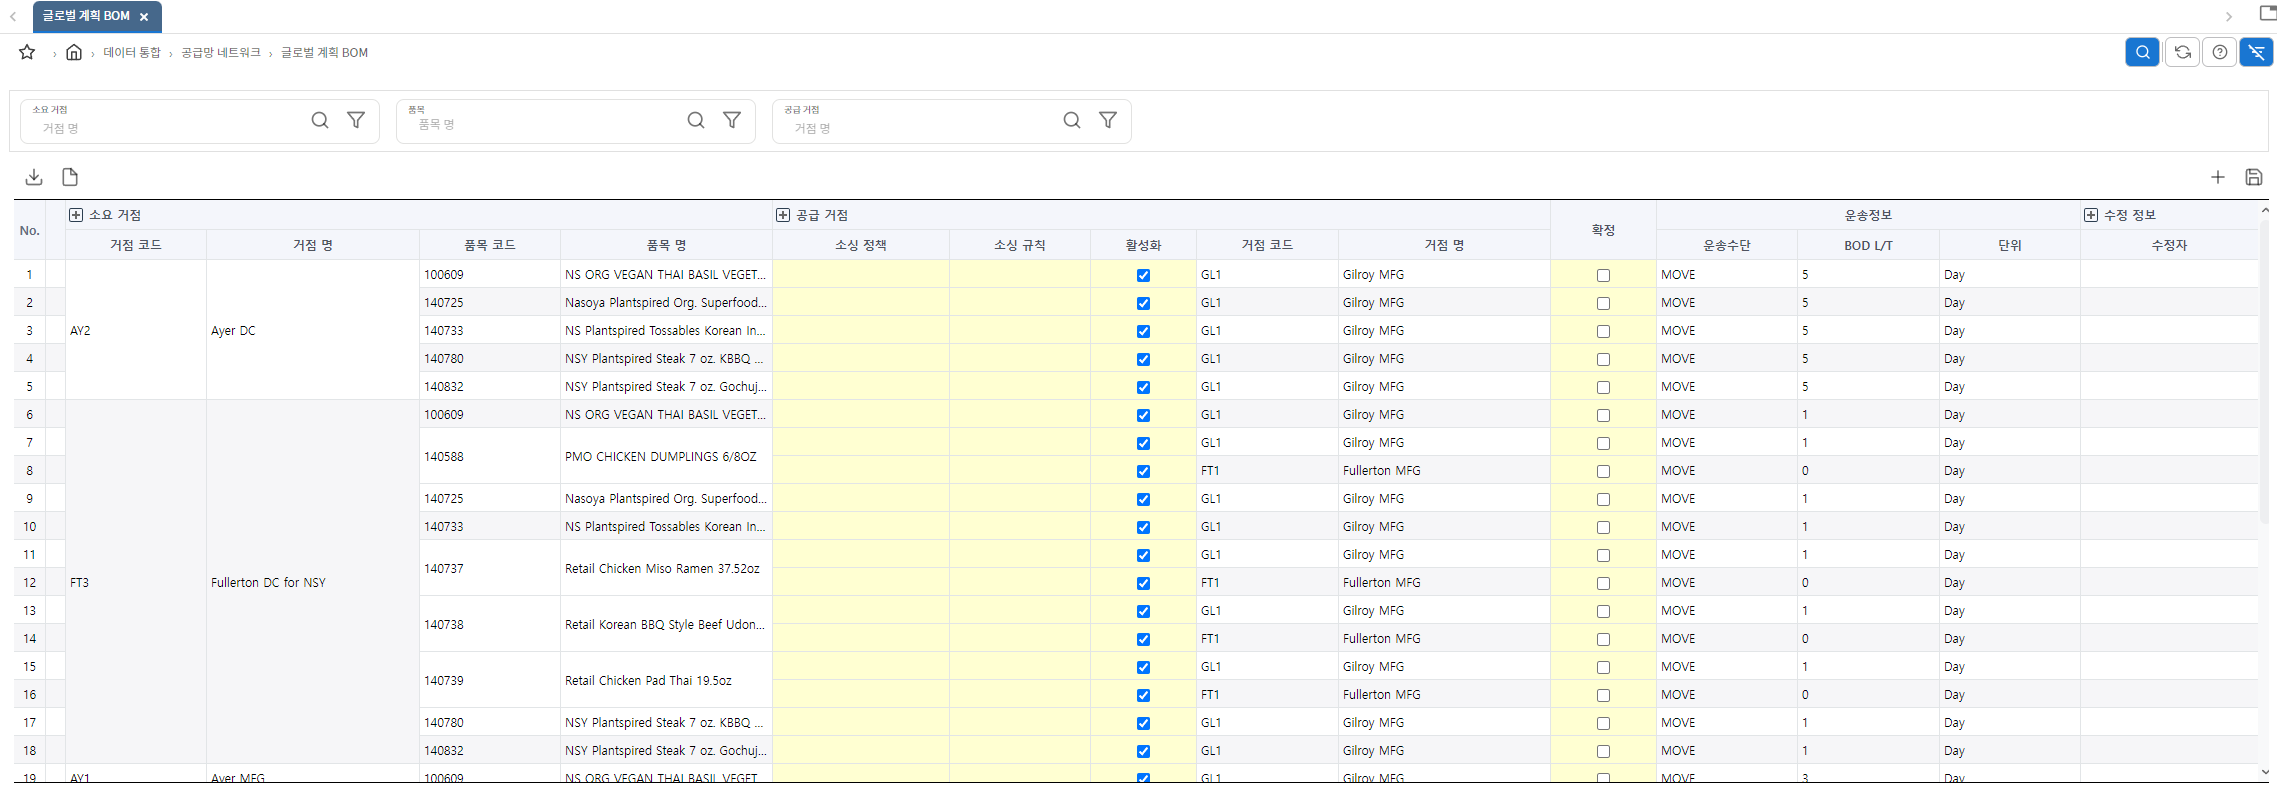 글로벌 계획 BOM ×
데이터 통합 › 공급망 네트워크 › 글로벌 계획 BOM
소요 거점
거점 명
품목
품목 명
공급 거점
거점 명
No. 소요 거점 공급 거점 확정 운송정보 수정 정보
거점 코드 거점 명 품목 코드 품목 명 소싱 정책 소싱 규칙 활성화 거점 코드 거점 명 운송수단 BOD L/T 단위 수정자
1 100609 NS ORG VEGAN THAI BASIL VEGET... GL1 Gilroy MFG MOVE 5 Day
2 140725 Nasoya Plantspired Org. Superfood... GL1 Gilroy MFG MOVE 5 Day
3 AY2 Ayer DC 140733 NS Plantspired Tossables Korean In... GL1 Gilroy MFG MOVE 5 Day
4 140780 NSY Plantspired Steak 7 oz. KBBQ ... GL1 Gilroy MFG MOVE 5 Day
5 140832 NSY Plantspired Steak 7 oz. Gochuj... GL1 Gilroy MFG MOVE 5 Day
6 100609 NS ORG VEGAN THAI BASIL VEGET... GL1 Gilroy MFG MOVE 1 Day
7 140588 PMO CHICKEN DUMPLINGS 6/8OZ GL1 Gilroy MFG MOVE 1 Day
8 FT1 Fullerton MFG MOVE 0 Day
9 140725 Nasoya Plantspired Org. Superfood... GL1 Gilroy MFG MOVE 1 Day
10 140733 NS Plantspired Tossables Korean In... GL1 Gilroy MFG MOVE 1 Day
11 140737 Retail Chicken Miso Ramen 37.52oz GL1 Gilroy MFG MOVE 1 Day
12 FT3 Fullerton DC for NSY FT1 Fullerton MFG MOVE 0 Day
13 140738 Retail Korean BBQ Style Beef Udon... GL1 Gilroy MFG MOVE 1 Day
14 FT1 Fullerton MFG MOVE 0 Day
15 140739 Retail Chicken Pad Thai 19.5oz GL1 Gilroy MFG MOVE 1 Day
16 FT1 Fullerton MFG MOVE 0 Day
17 140780 NSY Plantspired Steak 7 oz. KBBQ ... GL1 Gilroy MFG MOVE 1 Day
18 140832 NSY Plantspired Steak 7 oz. Gochuj... GL1 Gilroy MFG MOVE 1 Day
19 AY1 Ayer MFG 100609 NS ORG VEGAN THAI BASIL VEGET GL1 Gilroy MFG MOVE 3 Day